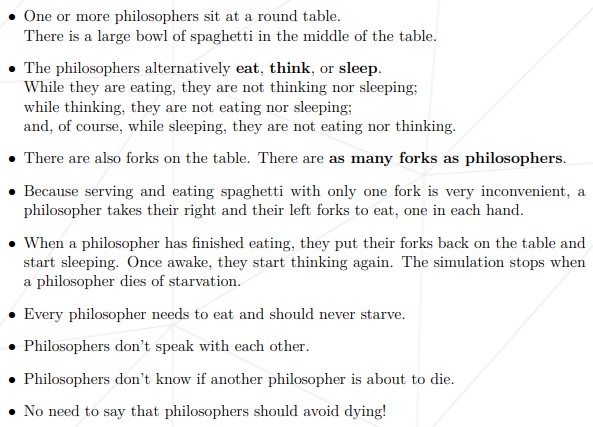 • One or more philosophers sit at a round table.
There is a large bowl of spaghetti in the middle of the table.
• The philosophers alternatively eat, think, or sleep.
While they are eating, they are not thinking nor sleeping;
while thinking, they are not eating nor sleeping;
and, of course, while sleeping, they are not eating nor thinking.
• There are also forks on the table. There are as many forks as philosophers.
• Because serving and eating spaghetti with only one fork is very inconvenient, a
philosopher takes their right and their left forks to eat, one in each hand.
• When a philosopher has finished eating, they put their forks back on the table and
start sleeping. Once awake, they start thinking again. The simulation stops when
a philosopher dies of starvation.
• Every philosopher needs to eat and should never starve.
• Philosophers don't speak with each other.
• Philosophers don't know if another philosopher is about to die.
• No need to say that philosophers should avoid dying!